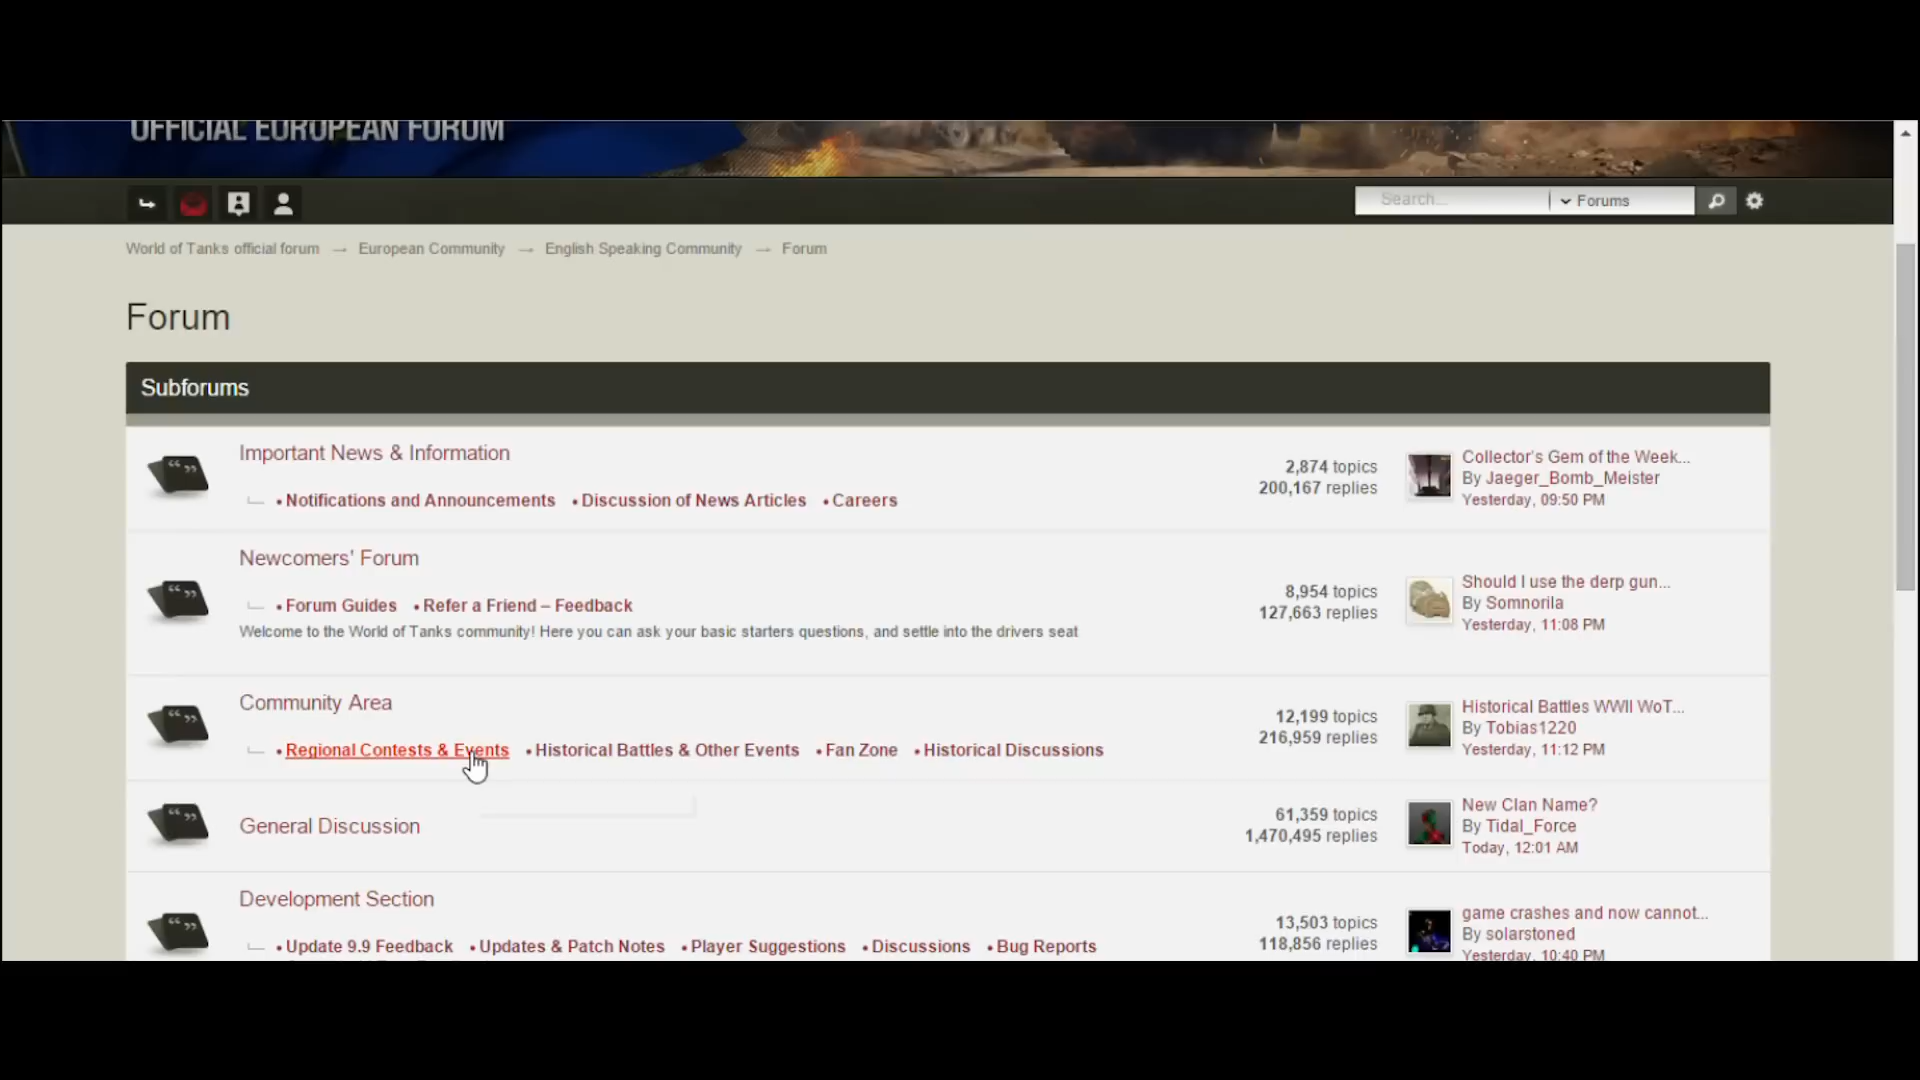 OFFICIAL EUROPEAN FORUM
Search... Forums
World of Tanks official forum → European Community → English Speaking Community → Forum
Forum
Subforums
Important News & Information
• Notifications and Announcements • Discussion of News Articles • Careers
2,874 topics
200,167 replies
Collector's Gem of the Week...
By Jaeger_Bomb_Meister
Yesterday, 09:50 PM
Newcomers' Forum
• Forum Guides • Refer a Friend – Feedback
Welcome to the World of Tanks community! Here you can ask your basic starters questions, and settle into the drivers seat
8,954 topics
127,663 replies
Should I use the derp gun...
By Somnorila
Yesterday, 11:08 PM
Community Area
• Regional Contests & Events • Historical Battles & Other Events • Fan Zone • Historical Discussions
12,199 topics
216,959 replies
Historical Battles WWII WoT...
By Tobias1220
Yesterday, 11:12 PM
General Discussion
61,359 topics
1,470,495 replies
New Clan Name?
By Tidal_Force
Today, 12:01 AM
Development Section
• Update 9.9 Feedback • Updates & Patch Notes • Player Suggestions • Discussions • Bug Reports
13,503 topics
118,856 replies
game crashes and now cannot...
By solarstoned
Yesterday, 10:40 PM